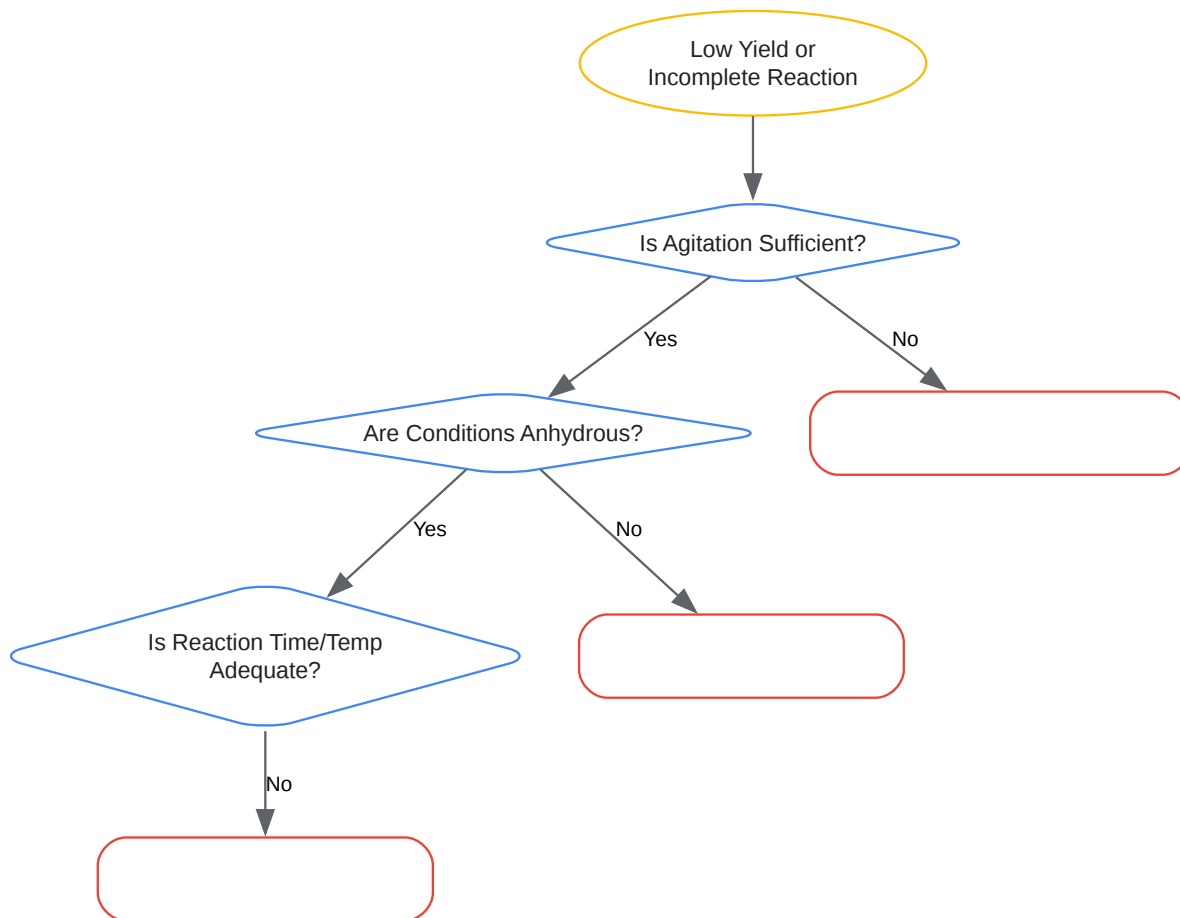 Low Yield or
Incomplete Reaction
Is Agitation Sufficient?
Yes
No
Are Conditions Anhydrous?
Yes
No
Is Reaction Time/Temp
Adequate?
No